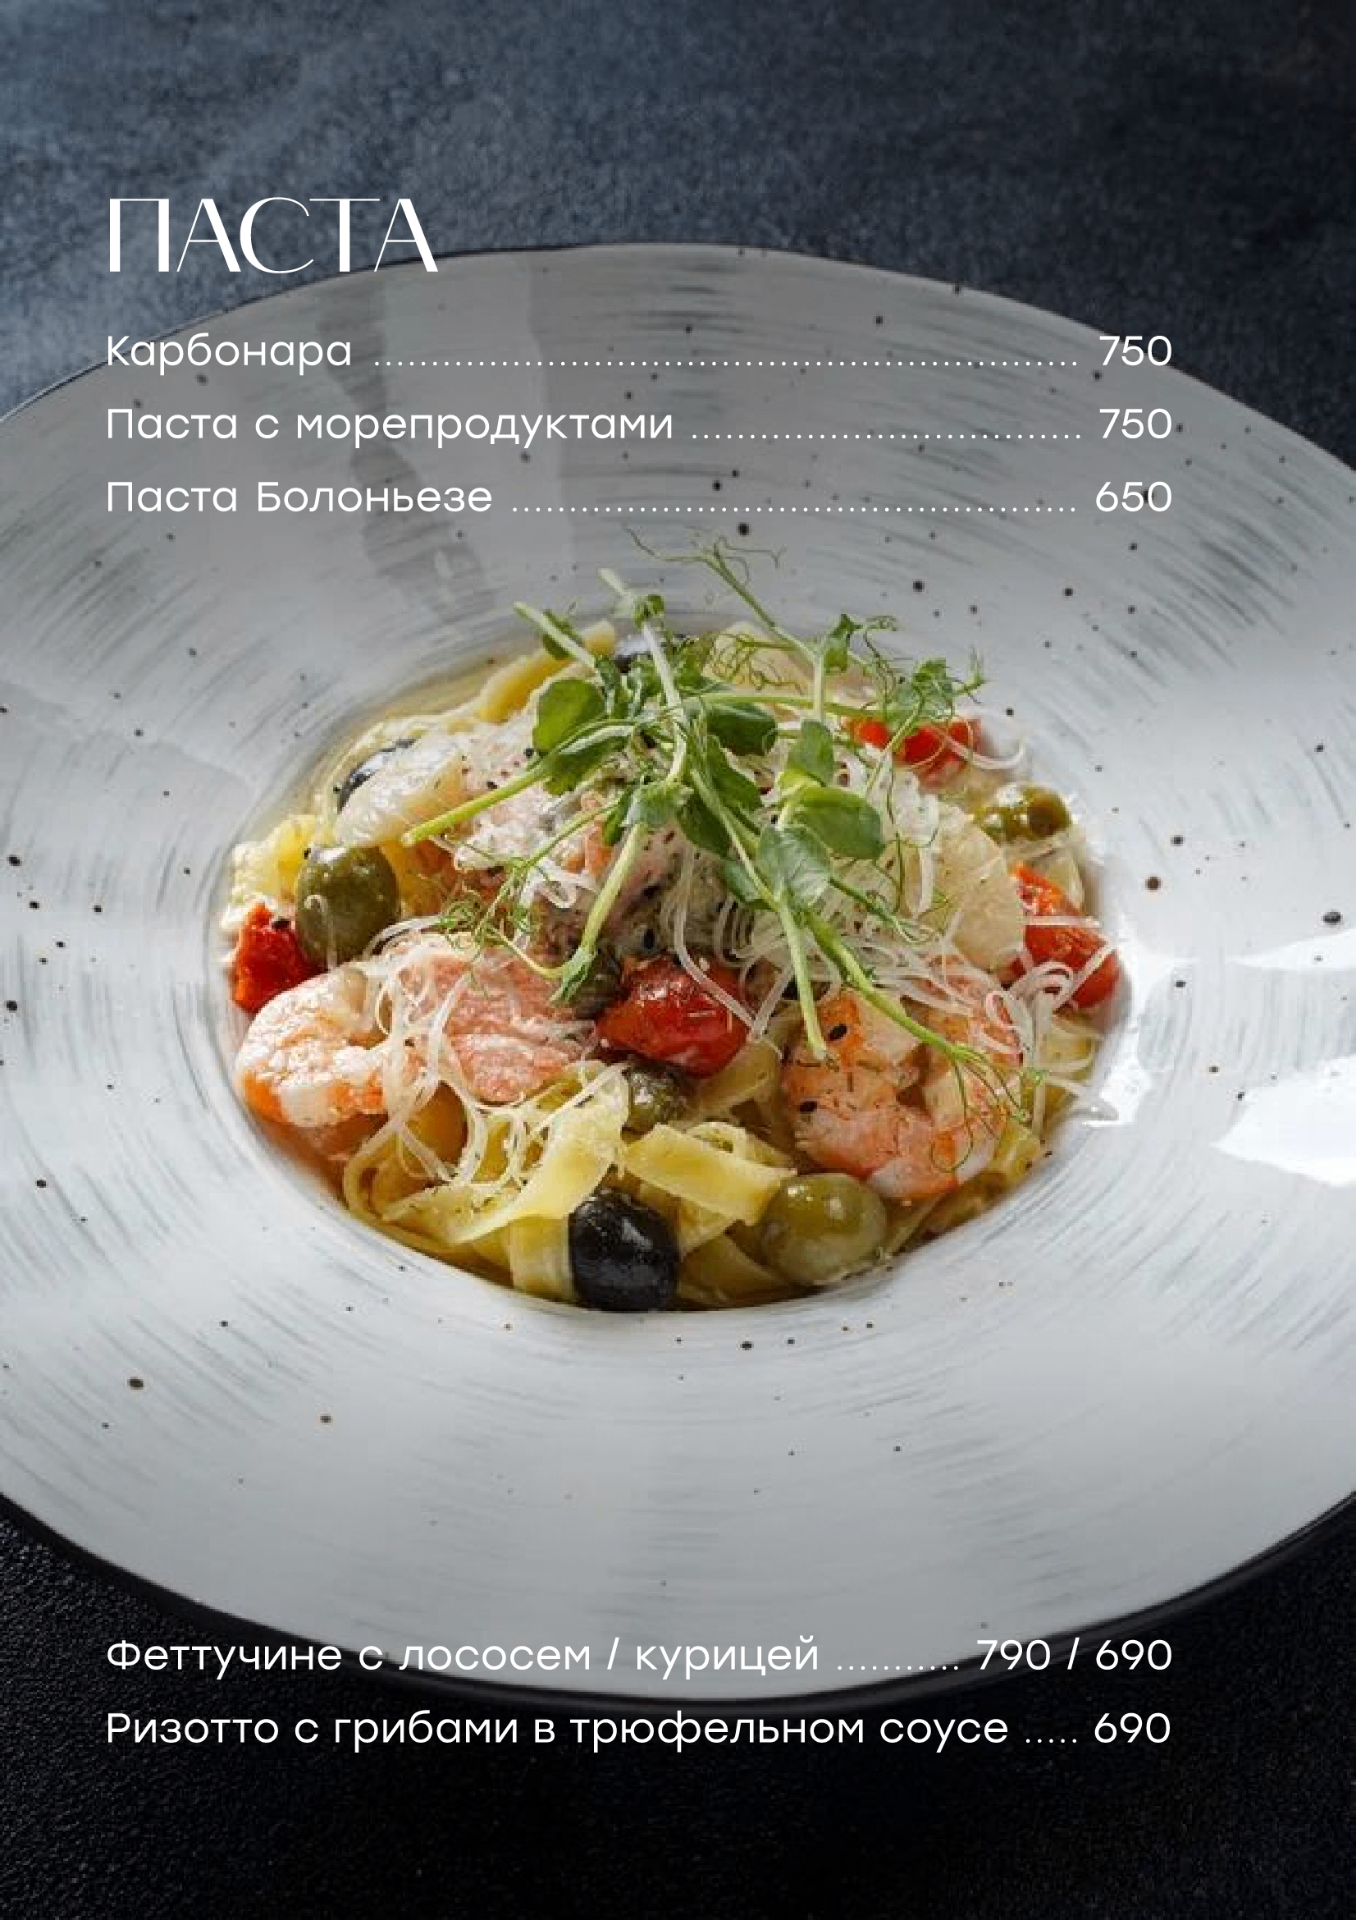 ПАСТА
Карбонара ........................................................... 750
Паста с морепродуктами ................................. 750
Паста Болоньезе ................................................ 650
Феттучине с лососем / курицей ........... 790 / 690
Ризотто с грибами в трюфельном соусе ..... 690